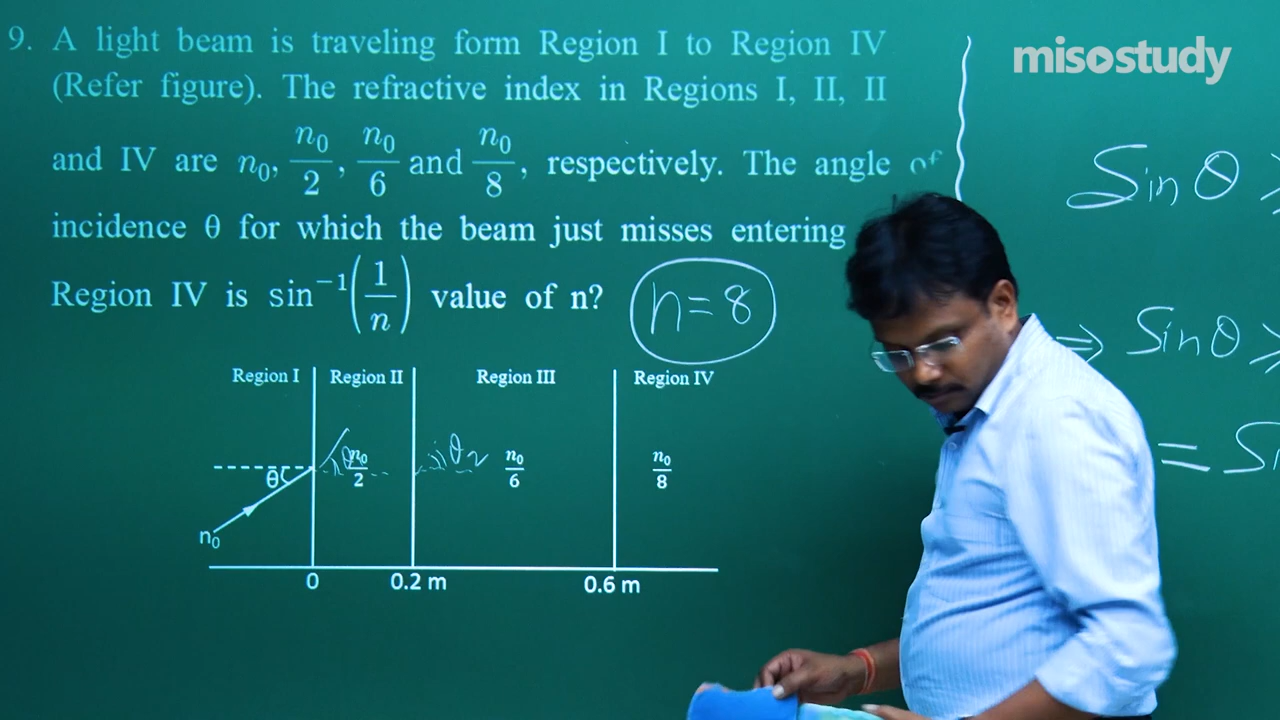 9. A light beam is traveling form Region I to Region IV
(Refer figure). The refractive index in Regions I, II, II
and IV are n₀, n₀/2, n₀/6 and n₀/8, respectively. The angle of
incidence θ for which the beam just misses entering
Region IV is sin⁻¹(1/n) value of n? n=8
Region I Region II Region III Region IV
θ θ n₀/2 θ₂ n₀/6 n₀/8
n₀
0 0.2 m 0.6 m
misostudy
Sinθ >
⇒ Sinθ >
= S